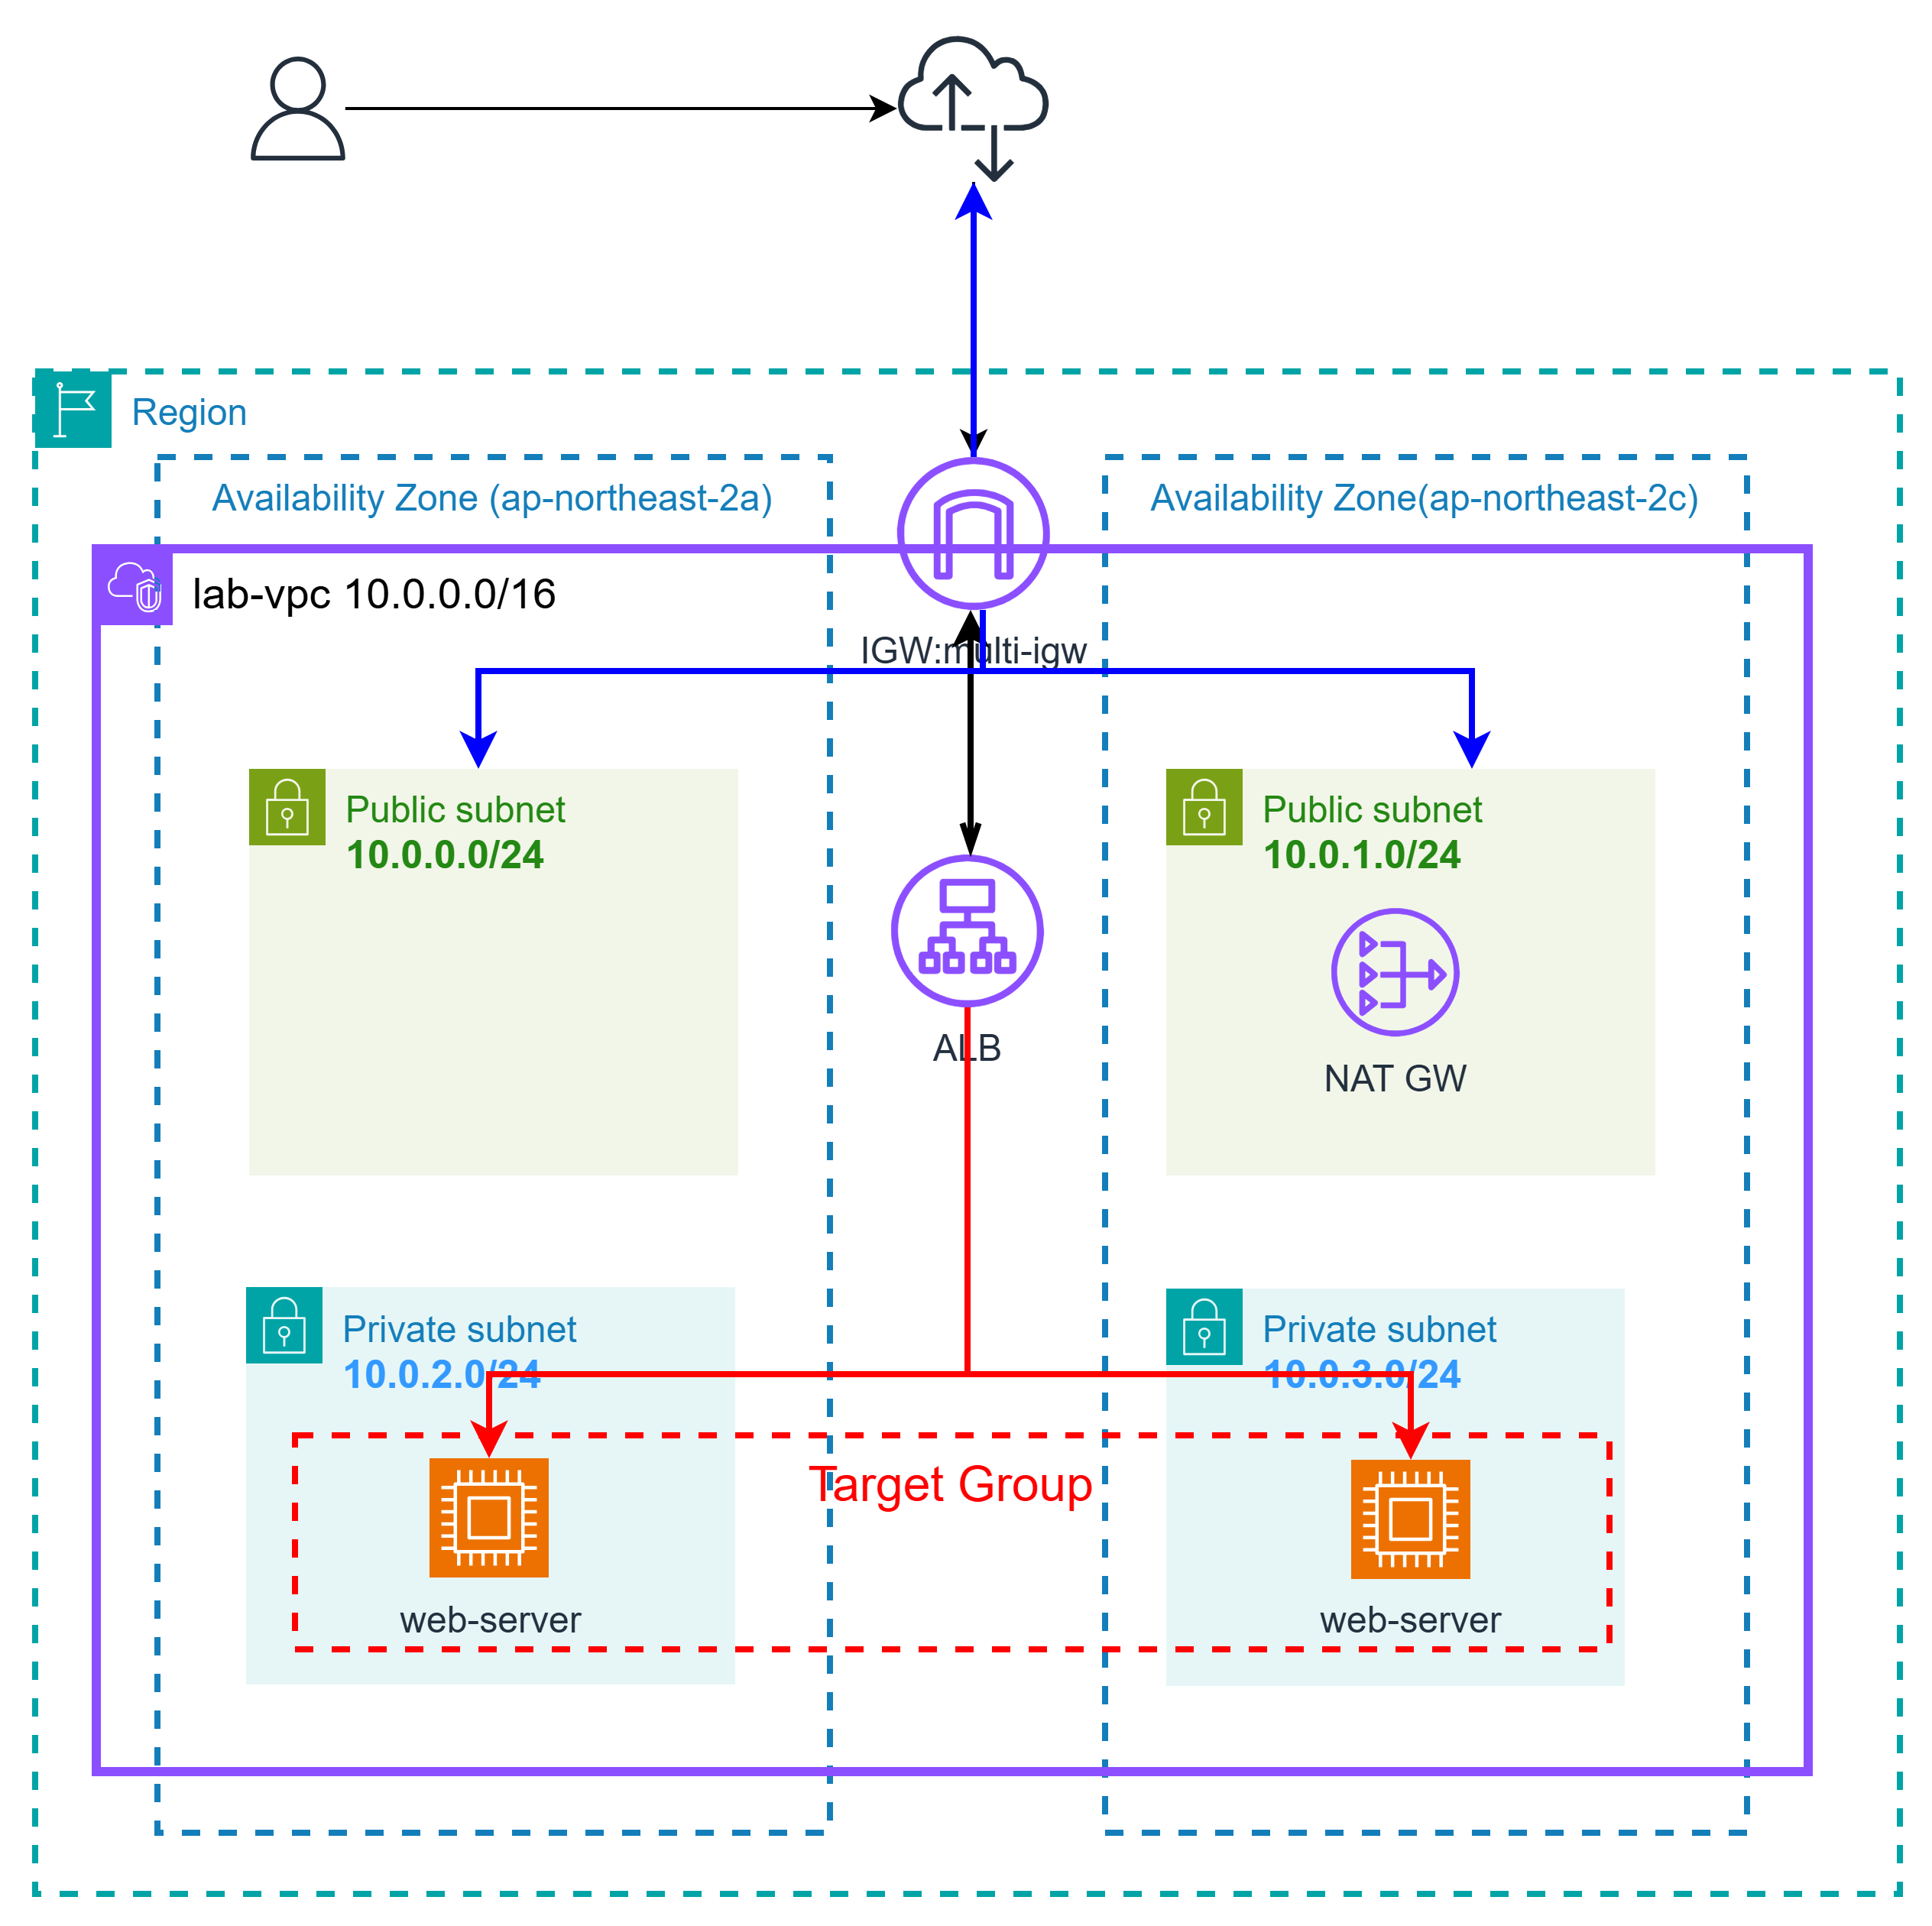 Region
Availability Zone (ap-northeast-2a)
Availability Zone(ap-northeast-2c)
lab-vpc 10.0.0.0/16
IGW:multi-igw
Public subnet
10.0.0.0/24
Public subnet
10.0.1.0/24
ALB
NAT GW
Private subnet
10.0.2.0/24
Private subnet
10.0.3.0/24
Target Group
web-server
web-server